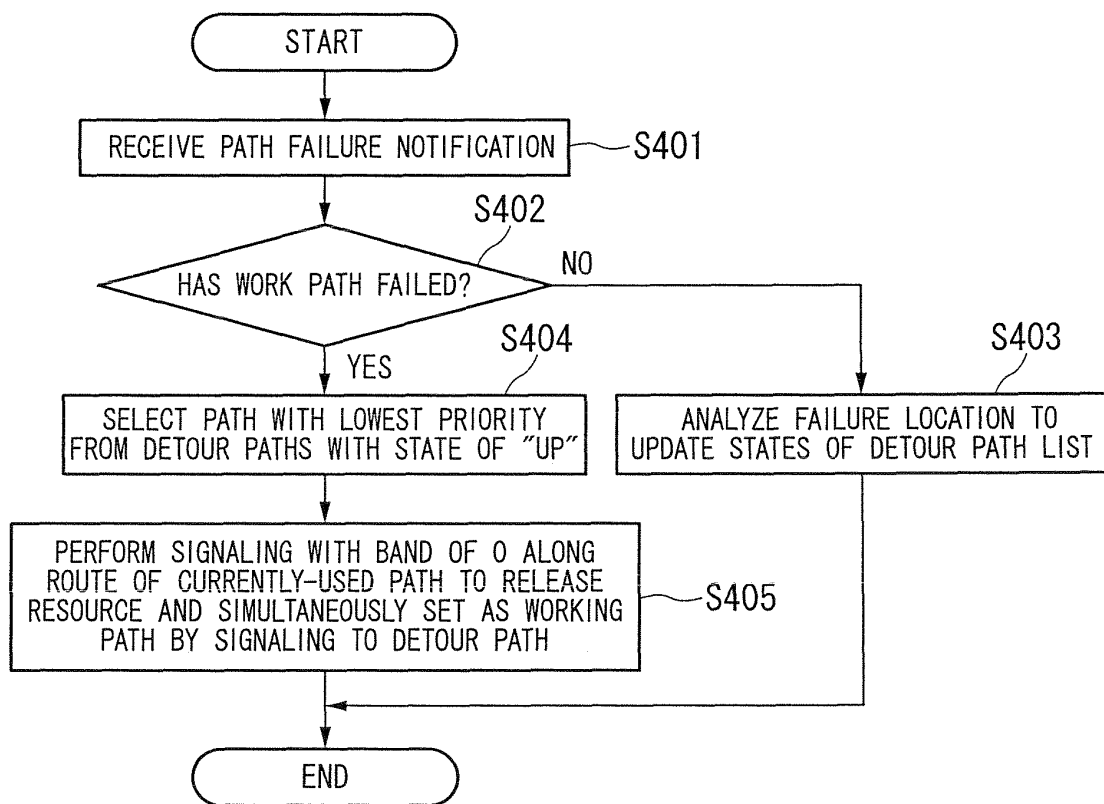 START
RECEIVE PATH FAILURE NOTIFICATION
S401
S402
HAS WORK PATH FAILED?
NO
YES
S404
SELECT PATH WITH LOWEST PRIORITY
FROM DETOUR PATHS WITH STATE OF "UP"
S403
ANALYZE FAILURE LOCATION TO
UPDATE STATES OF DETOUR PATH LIST
PERFORM SIGNALING WITH BAND OF 0 ALONG
ROUTE OF CURRENTLY-USED PATH TO RELEASE
RESOURCE AND SIMULTANEOUSLY SET AS WORKING
PATH BY SIGNALING TO DETOUR PATH
S405
END